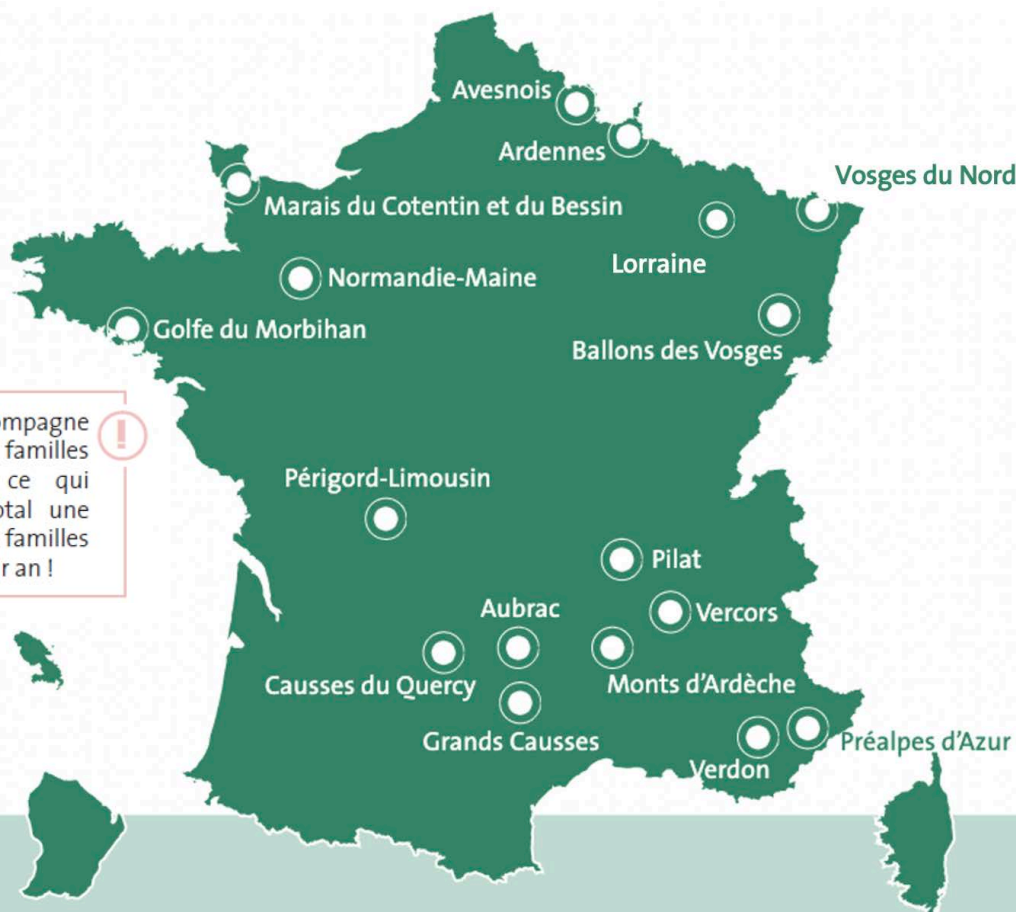 Avesnois
Ardennes
Vosges du Nord
Marais du Cotentin et du Bessin
Lorraine
Normandie-Maine
Golfe du Morbihan
Ballons des Vosges
familles
ce qui
une
familles
an !
!
Périgord-Limousin
Pilat
Aubrac
Vercors
Causses du Quercy
Monts d'Ardèche
Grands Causses
Préalpes d'Azur
Verdon